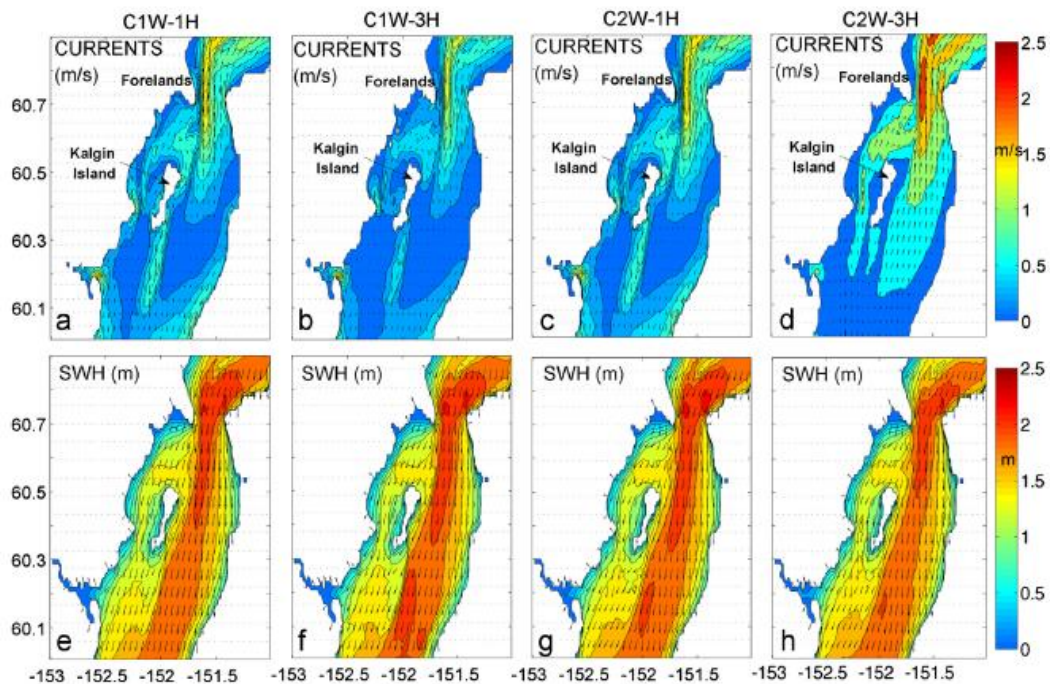 C1W-1H C1W-3H C2W-1H C2W-3H
CURRENTS CURRENTS CURRENTS CURRENTS
(m/s) (m/s) (m/s) (m/s)
Forelands Forelands Forelands Forelands
Kalgin Island Kalgin Island Kalgin Island Kalgin Island
60.7
60.5
60.3
60.1
a b c d
2.5
2
m/s
1.5
1
0.5
0
SWH (m) SWH (m) SWH (m) SWH (m)
60.7
60.5
60.3
60.1
e f g h
2.5
2
m
1.5
1
0.5
0
-153 -152.5 -152 -151.5 -153 -152.5 -152 -151.5 -153 -152.5 -152 -151.5 -153 -152.5 -152 -151.5